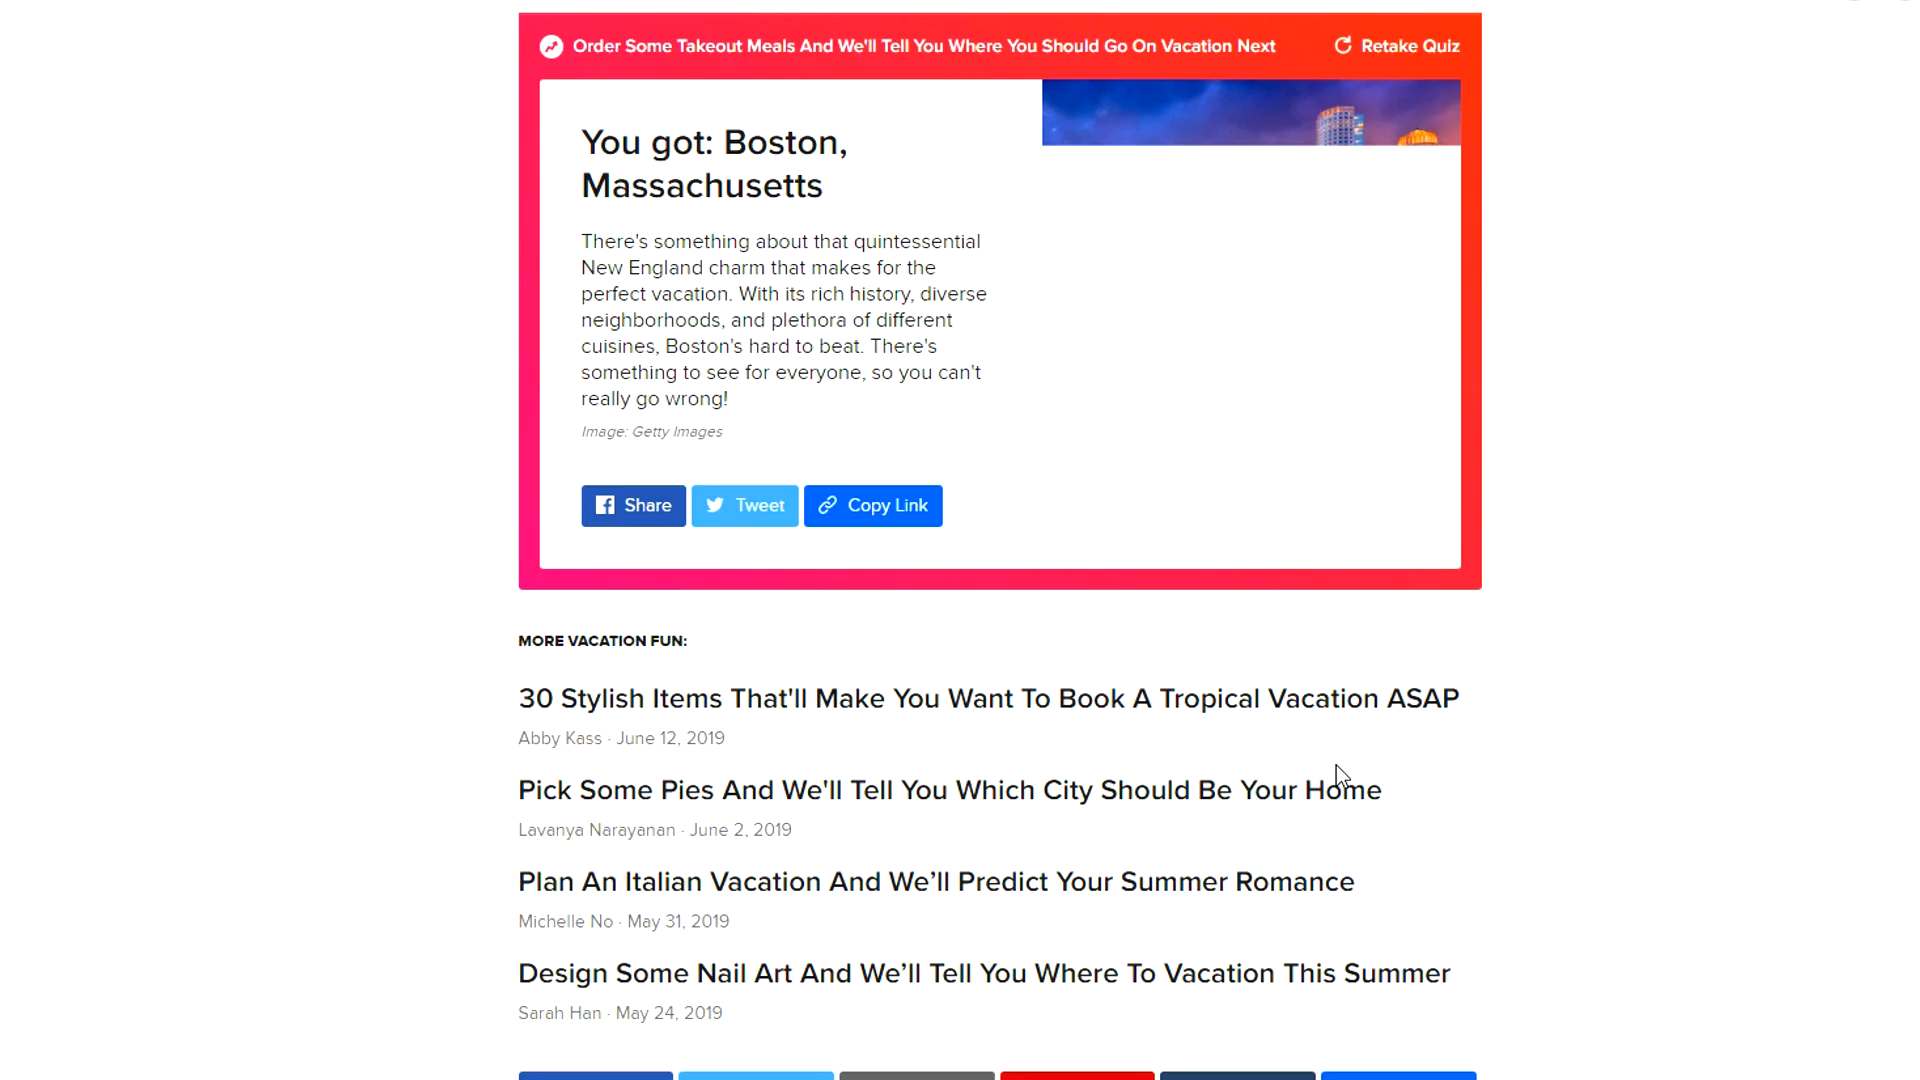 Order Some Takeout Meals And We'll Tell You Where You Should Go On Vacation Next
Retake Quiz
You got: Boston,
Massachusetts
There's something about that quintessential
New England charm that makes for the
perfect vacation. With its rich history, diverse
neighborhoods, and plethora of different
cuisines, Boston's hard to beat. There's
something to see for everyone, so you can't
really go wrong!
Image: Getty Images
Share
Tweet
Copy Link
MORE VACATION FUN:
30 Stylish Items That'll Make You Want To Book A Tropical Vacation ASAP
Abby Kass · June 12, 2019
Pick Some Pies And We'll Tell You Which City Should Be Your Home
Lavanya Narayanan · June 2, 2019
Plan An Italian Vacation And We’ll Predict Your Summer Romance
Michelle No · May 31, 2019
Design Some Nail Art And We’ll Tell You Where To Vacation This Summer
Sarah Han · May 24, 2019